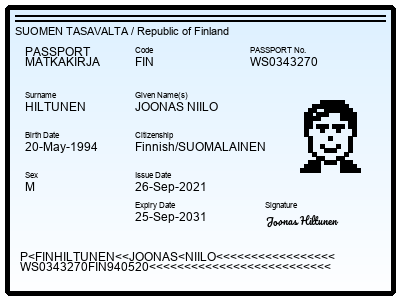 SUOMEN TASAVALTA / Republic of Finland
PASSPORT
MATKAKIRJA
Code
FIN
PASSPORT No.
WS0343270
Surname
HILTUNEN
Given Name(s)
JOONAS NIILO
Birth Date
20-May-1994
Citizenship
Finnish/SUOMALAINEN
Sex
M
Issue Date
26-Sep-2021
Expiry Date
25-Sep-2031
Signature
Joonas Hiltunen
P<FINHILTUNEN<<JOONAS<NIILO<<<<<<<<<<<<<<<<<
WS0343270FIN940520<<<<<<<<<<<<<<<<<<<<<<<<<<